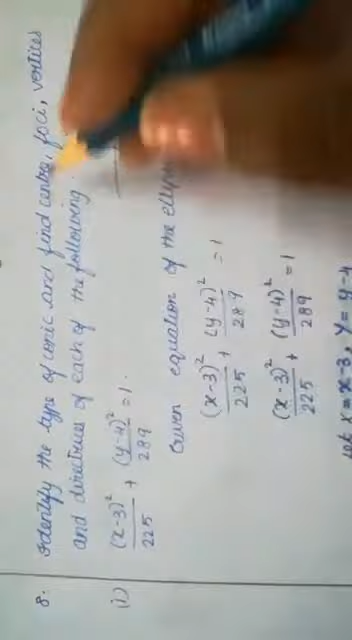 8. Identify the type of conic and find centre, foci, vertices
and directrices of each of the following
i) (x-3)²/225 + (y-4)²/289 = 1.
Given equation of the
(x-3)²/225 + (y-4)²/289 = 1
(x-3)²/225 + (y-4)²/289 = 1
let X = x-3, Y = y-4